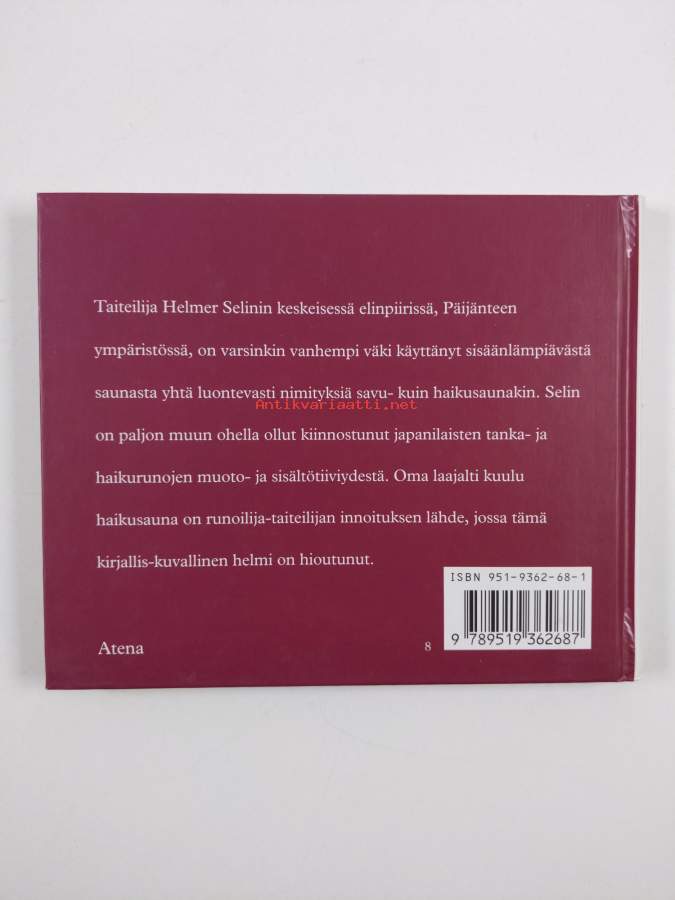 Taiteilija Helmer Selinin keskeisessä elinpiirissä, Päijänteen
ympäristössä, on varsinkin vanhempi väki käyttänyt sisäänlämpiävästä
saunasta yhtä luontevasti nimityksiä savu- kuin haikusaunakin. Selin
Antikvariaatti.net
on paljon muun ohella ollut kiinnostunut japanilaisten tanka- ja
haikurunojen muoto- ja sisältötiiviydestä. Oma laajalti kuulu
haikusauna on runoilija-taiteilijan innoituksen lähde, jossa tämä
kirjallis-kuvallinen helmi on hioutunut.
ISBN 951-9362-68-1
9 789519 362687
Atena
8